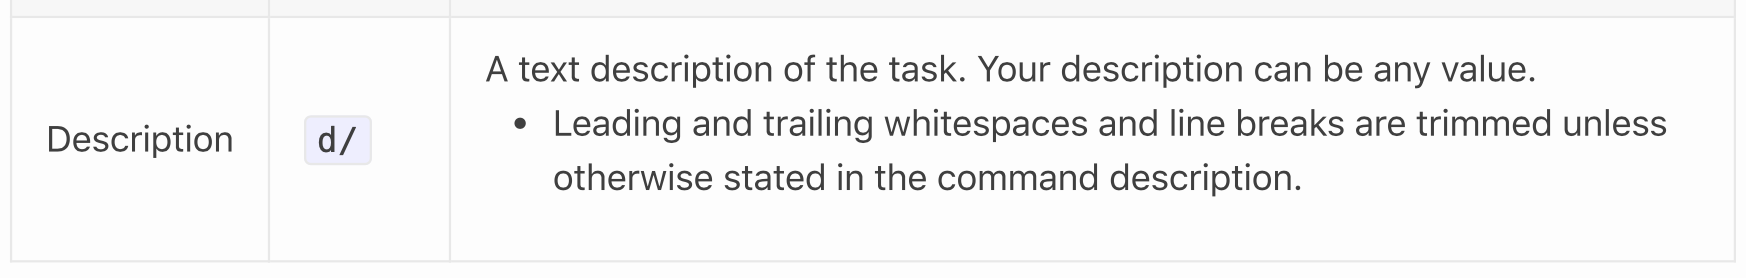 A text description of the task. Your description can be any value.
• Leading and trailing whitespaces and line breaks are trimmed unless
Description d/
otherwise stated in the command description.